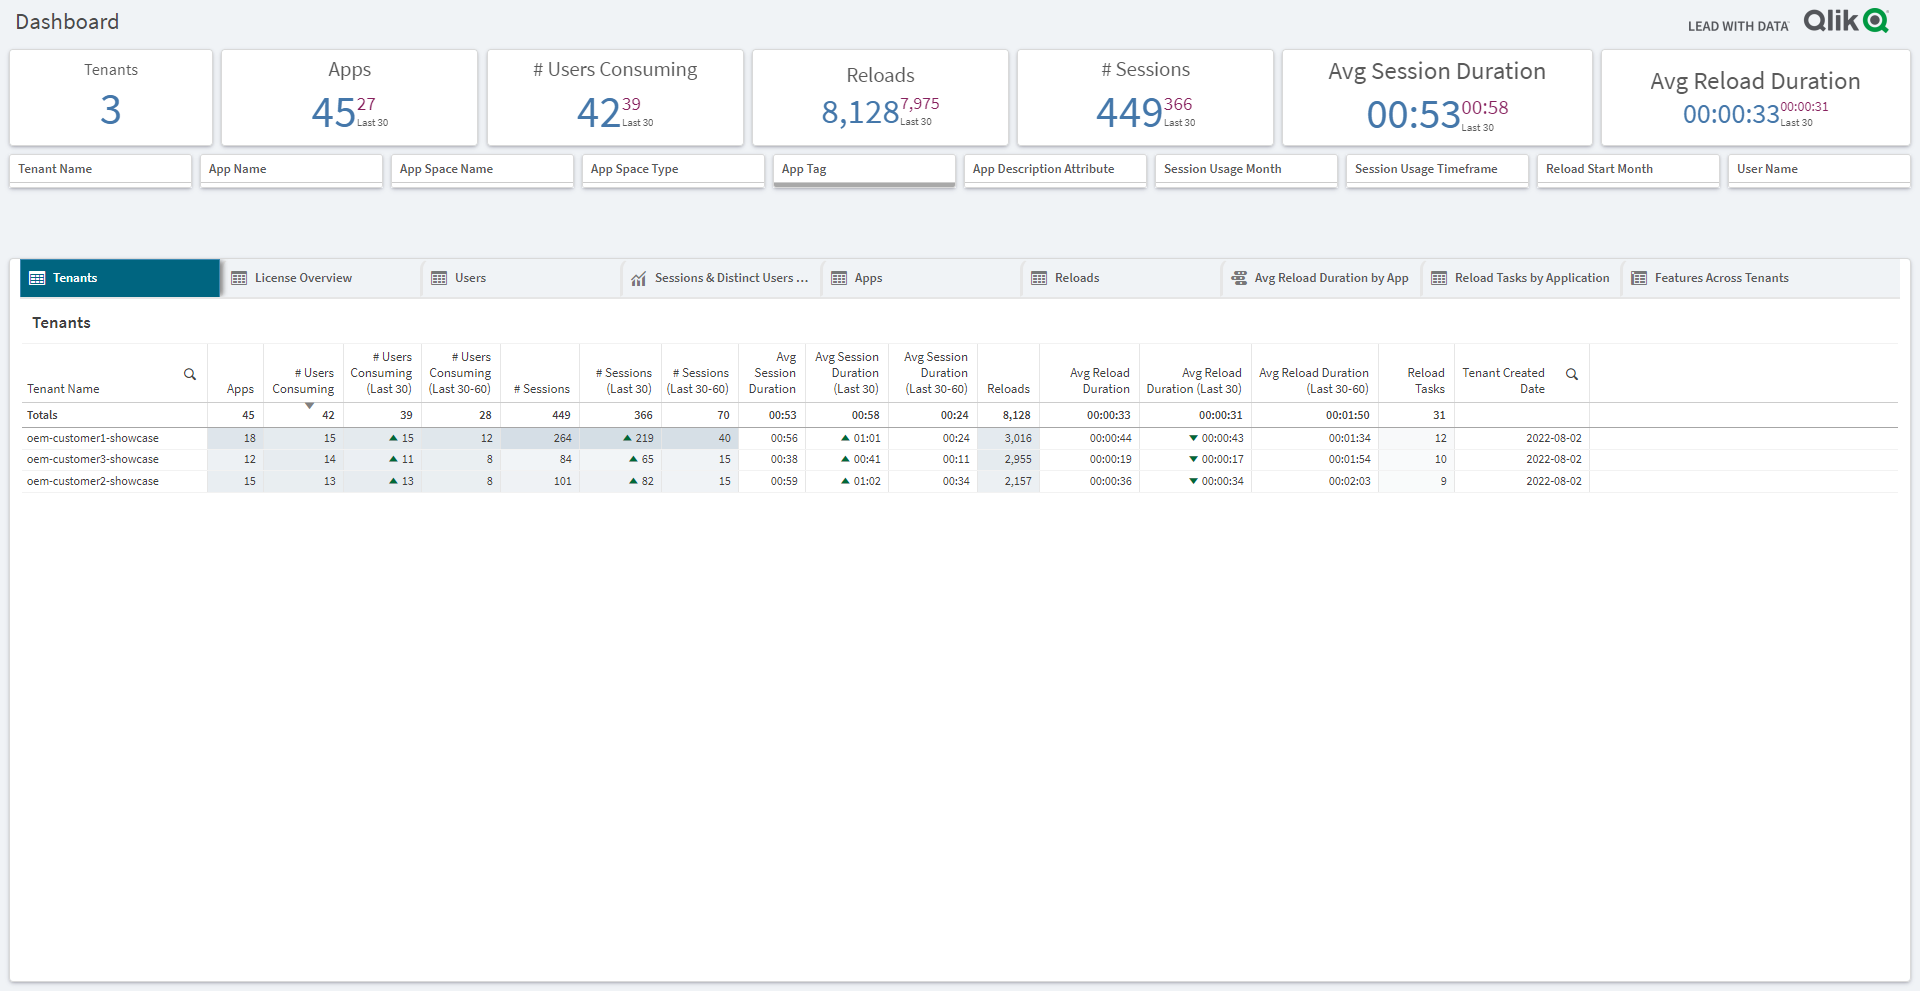 Dashboard
LEAD WITH DATA Qlik
Tenants
3
Apps
45 27
Last 30
# Users Consuming
42 39
Last 30
Reloads
8,128 7,975
Last 30
# Sessions
449 366
Last 30
Avg Session Duration
00:53 00:58
Last 30
Avg Reload Duration
00:00:33 00:00:31
Last 30
Tenant Name
App Name
App Space Name
App Space Type
App Tag
App Description Attribute
Session Usage Month
Session Usage Timeframe
Reload Start Month
User Name
Tenants
License Overview
Users
Sessions & Distinct Users ...
Apps
Reloads
Avg Reload Duration by App
Reload Tasks by Application
Features Across Tenants
Tenants
Tenant Name
Apps
# Users
Consuming
# Users
Consuming
(Last 30)
# Users
Consuming
(Last 30-60)
# Sessions
# Sessions
(Last 30)
# Sessions
(Last 30-60)
Avg
Session
Duration
Avg Session
Duration
(Last 30)
Avg Session
Duration
(Last 30-60)
Reloads
Avg Reload
Duration
Avg Reload
Duration (Last 30)
Avg Reload Duration
(Last 30-60)
Reload
Tasks
Tenant Created
Date
Totals 45 42 39 28 449 366 70 00:53 00:58 00:24 8,128 00:00:33 00:00:31 00:01:50 31
oem-customer1-showcase 18 15 ▲ 15 12 264 ▲ 219 40 00:56 ▲ 01:01 00:24 3,016 00:00:44 ▼ 00:00:43 00:01:34 12 2022-08-02
oem-customer3-showcase 12 14 ▲ 11 8 84 ▲ 65 15 00:38 ▲ 00:41 00:11 2,955 00:00:19 ▼ 00:00:17 00:01:54 10 2022-08-02
oem-customer2-showcase 15 13 ▲ 13 8 101 ▲ 82 15 00:59 ▲ 01:02 00:34 2,157 00:00:36 ▼ 00:00:34 00:02:03 9 2022-08-02